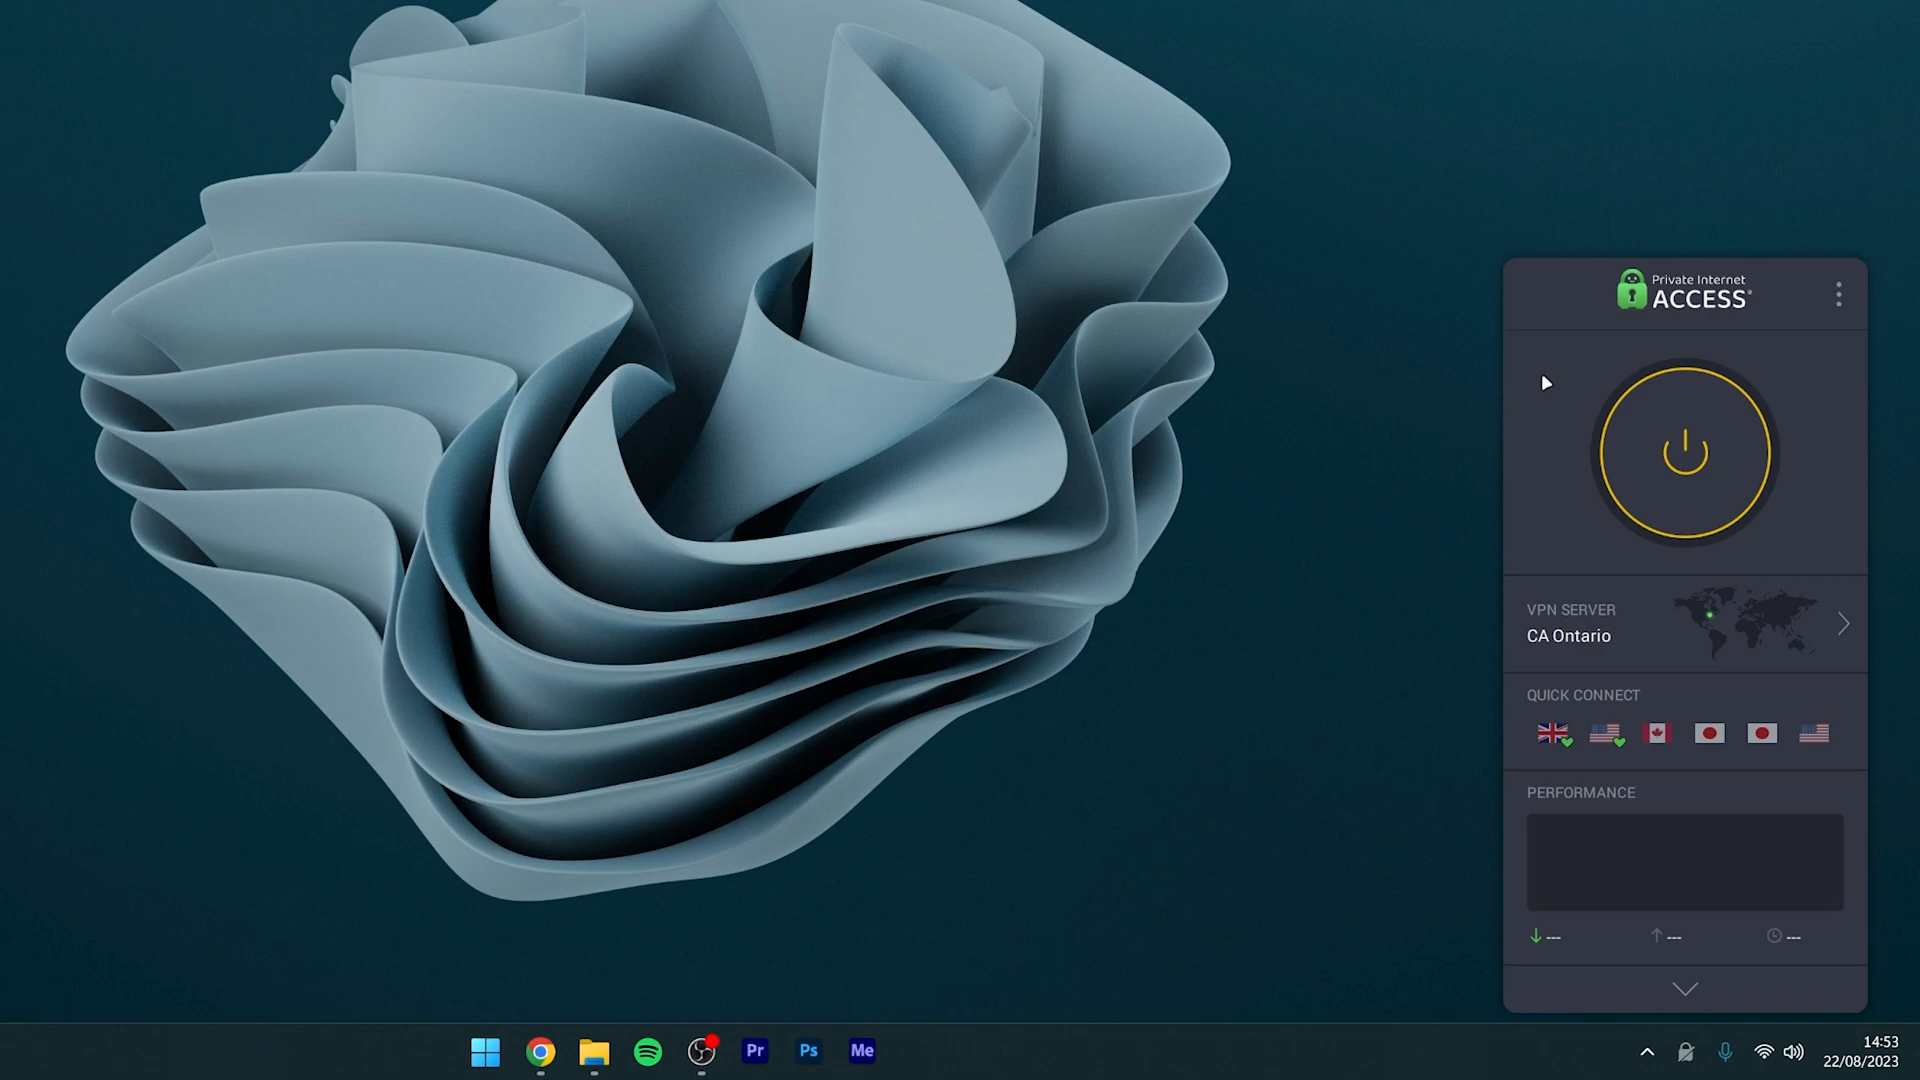 Private Internet
ACCESS®
VPN SERVER
CA Ontario
QUICK CONNECT
PERFORMANCE
---
---
---
Pr
Ps
Me
14:53
22/08/2023